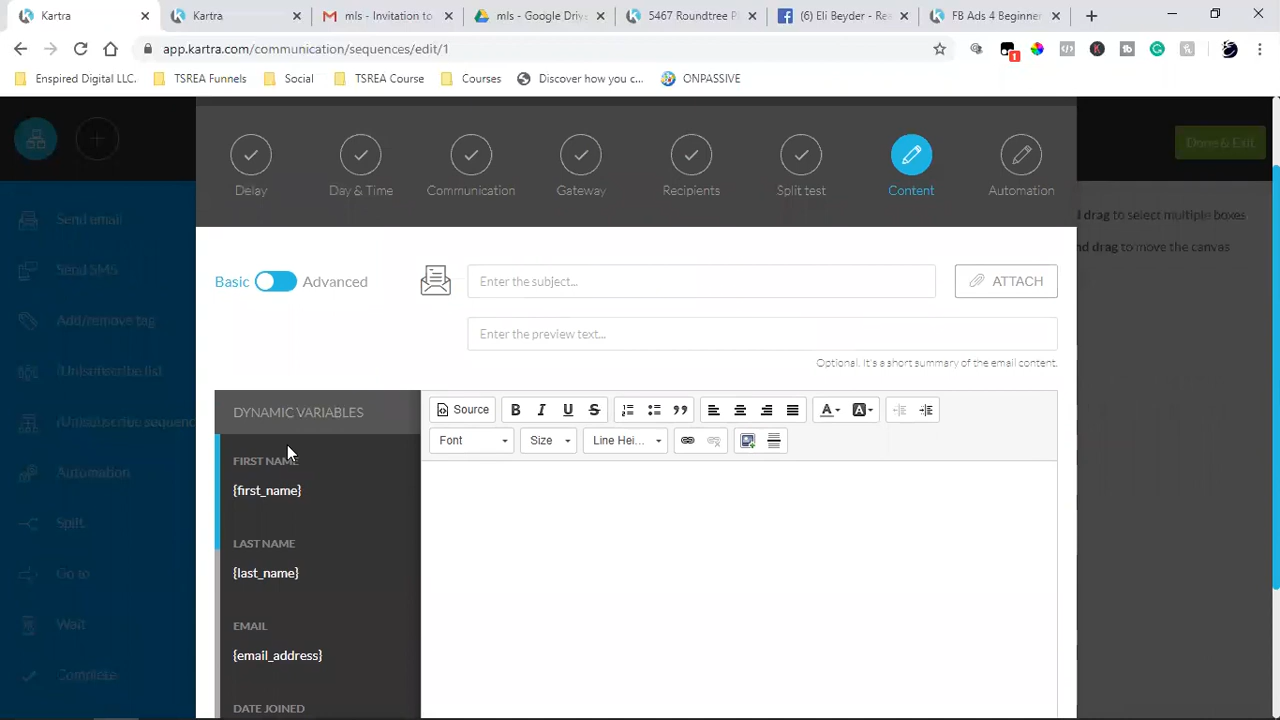 Kartra
Kartra
mls - Invitation to
mls - Google Driv
5467 Roundtree P
(6) Eli Beyder - Re
FB Ads 4 Beginner
app.kartra.com/communication/sequences/edit/1
1
Enspired Digital LLC.
TSREA Funnels
Social
TSREA Course
Courses
Discover how you c...
ONPASSIVE
Done & Exit
Delay
Day & Time
Communication
Gateway
Recipients
Split test
Content
Automation
drag to select multiple boxes
drag to move the canvas
Send email
Send SMS
Add/remove tag
(Un)subscribe list
(Un)subscribe sequenc
Automation
Split
Go to
Wait
Complete
Basic
Advanced
Enter the subject...
ATTACH
Enter the preview text...
Optional. It's a short summary of the email content.
DYNAMIC VARIABLES
Source
B I U S
A
A
Font
Size
Line Hei...
FIRST NAME
{first_name}
LAST NAME
{last_name}
EMAIL
{email_address}
DATE JOINED